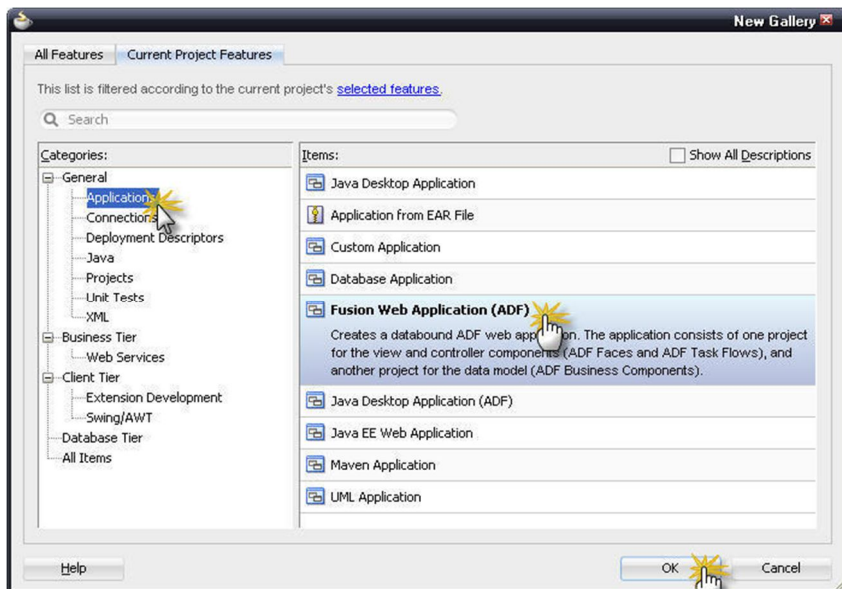 New Gallery
All Features
Current Project Features
This list is filtered according to the current project's selected features.
Search
Categories:
General
Applications
Connections
Deployment Descriptors
Java
Projects
Unit Tests
XML
Business Tier
Web Services
Client Tier
Extension Development
Swing/AWT
Database Tier
All Items
Items:
Show All Descriptions
Java Desktop Application
Application from EAR File
Custom Application
Database Application
Fusion Web Application (ADF)
Creates a databound ADF web application. The application consists of one project
for the view and controller components (ADF Faces and ADF Task Flows), and
another project for the data model (ADF Business Components).
Java Desktop Application (ADF)
Java EE Web Application
Maven Application
UML Application
Help
OK
Cancel